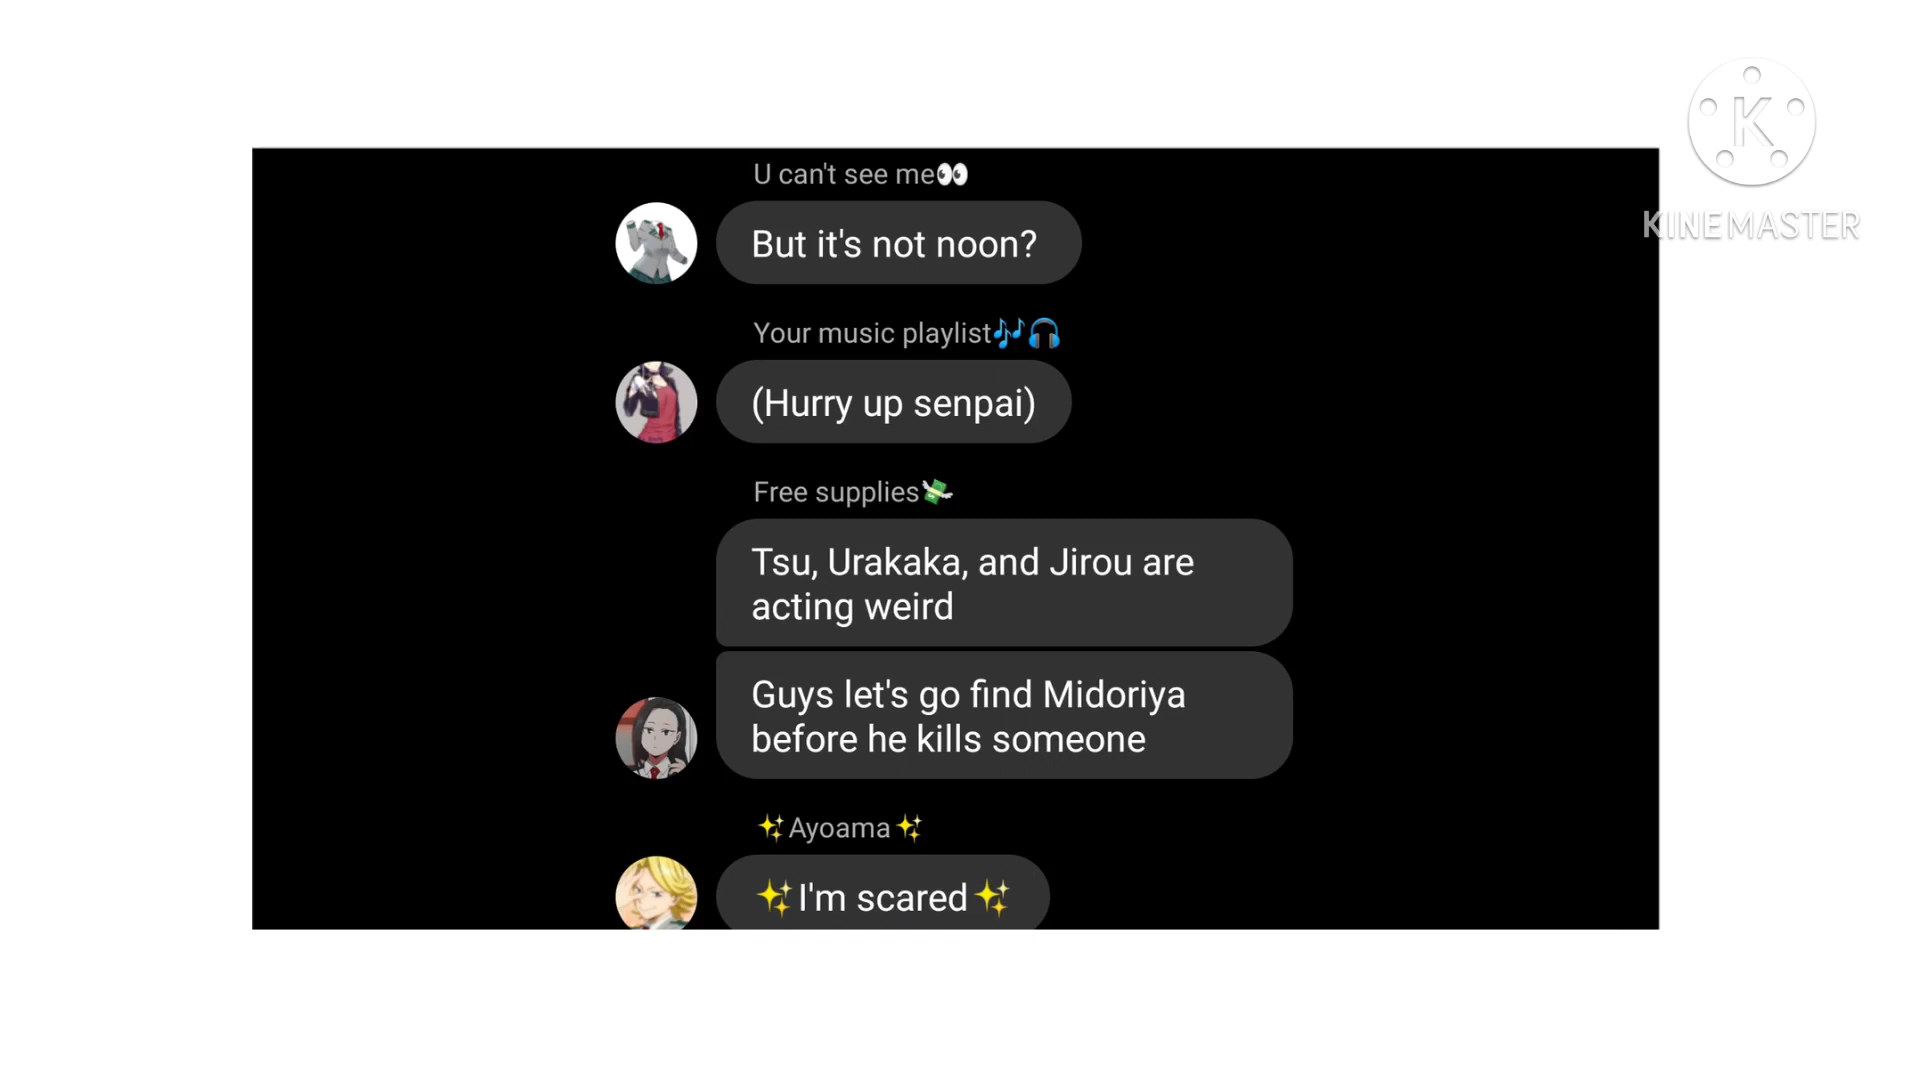 U can't see me👀
But it's not noon?
Your music playlist🎶🎧
(Hurry up senpai)
Free supplies💸
Tsu, Urakaka, and Jirou are
acting weird
Guys let's go find Midoriya
before he kills someone
✨Ayoama✨
✨I'm scared✨
K
KINEMASTER